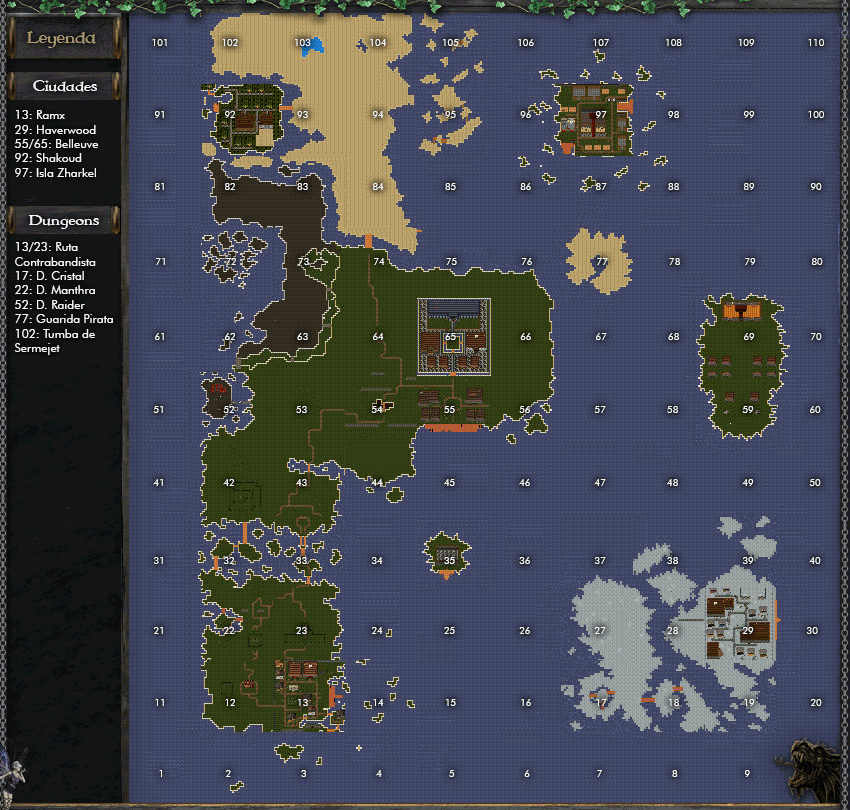 Leyenda
Ciudades
13: Ramx
29: Haverwood
55/65: Belleuve
92: Shakoud
97: Isla Zharkel
Dungeons
13/23: Ruta
Contrabandista
17: D. Cristal
22: D. Manthra
52: D. Raider
77: Guarida Pirata
102: Tumba de
Sermejet
101 102 103 104 105 106 107 108 109 110
91 92 93 94 95 96 97 98 99 100
81 82 83 84 85 86 87 88 89 90
71 72 73 74 75 76 77 78 79 80
61 62 63 64 65 66 67 68 69 70
51 52 53 54 55 56 57 58 59 60
41 42 43 44 45 46 47 48 49 50
31 32 33 34 35 36 37 38 39 40
21 22 23 24 25 26 27 28 29 30
11 12 13 14 15 16 17 18 19 20
1 2 3 4 5 6 7 8 9